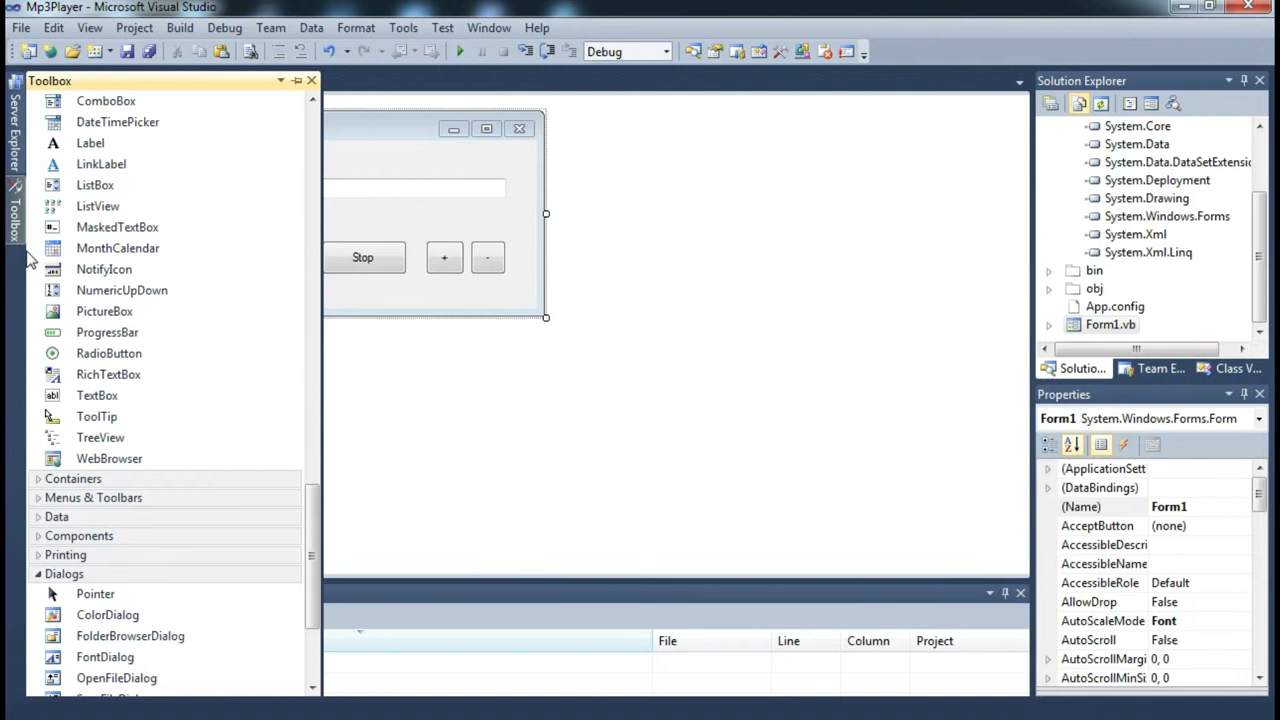 Mp3Player - Microsoft Visual Studio
File Edit View Project Build Debug Team Data Format Tools Test Window Help
Debug
Server Explorer
Toolbox
Toolbox
ComboBox
DateTimePicker
Label
LinkLabel
ListBox
ListView
MaskedTextBox
MonthCalendar
NotifyIcon
NumericUpDown
PictureBox
ProgressBar
RadioButton
RichTextBox
TextBox
ToolTip
TreeView
WebBrowser
Containers
Menus & Toolbars
Data
Components
Printing
Dialogs
Pointer
ColorDialog
FolderBrowserDialog
FontDialog
OpenFileDialog
Stop + -
File Line Column Project
Solution Explorer
System.Core
System.Data
System.Data.DataSetExtensio
System.Deployment
System.Drawing
System.Windows.Forms
System.Xml
System.Xml.Linq
bin
obj
App.config
Form1.vb
Solutio... Team E... Class V...
Properties
Form1 System.Windows.Forms.Form
(ApplicationSett
(DataBindings)
(Name) Form1
AcceptButton (none)
AccessibleDescri
AccessibleName
AccessibleRole Default
AllowDrop False
AutoScaleMode Font
AutoScroll False
AutoScrollMargi 0, 0
AutoScrollMinSi 0, 0